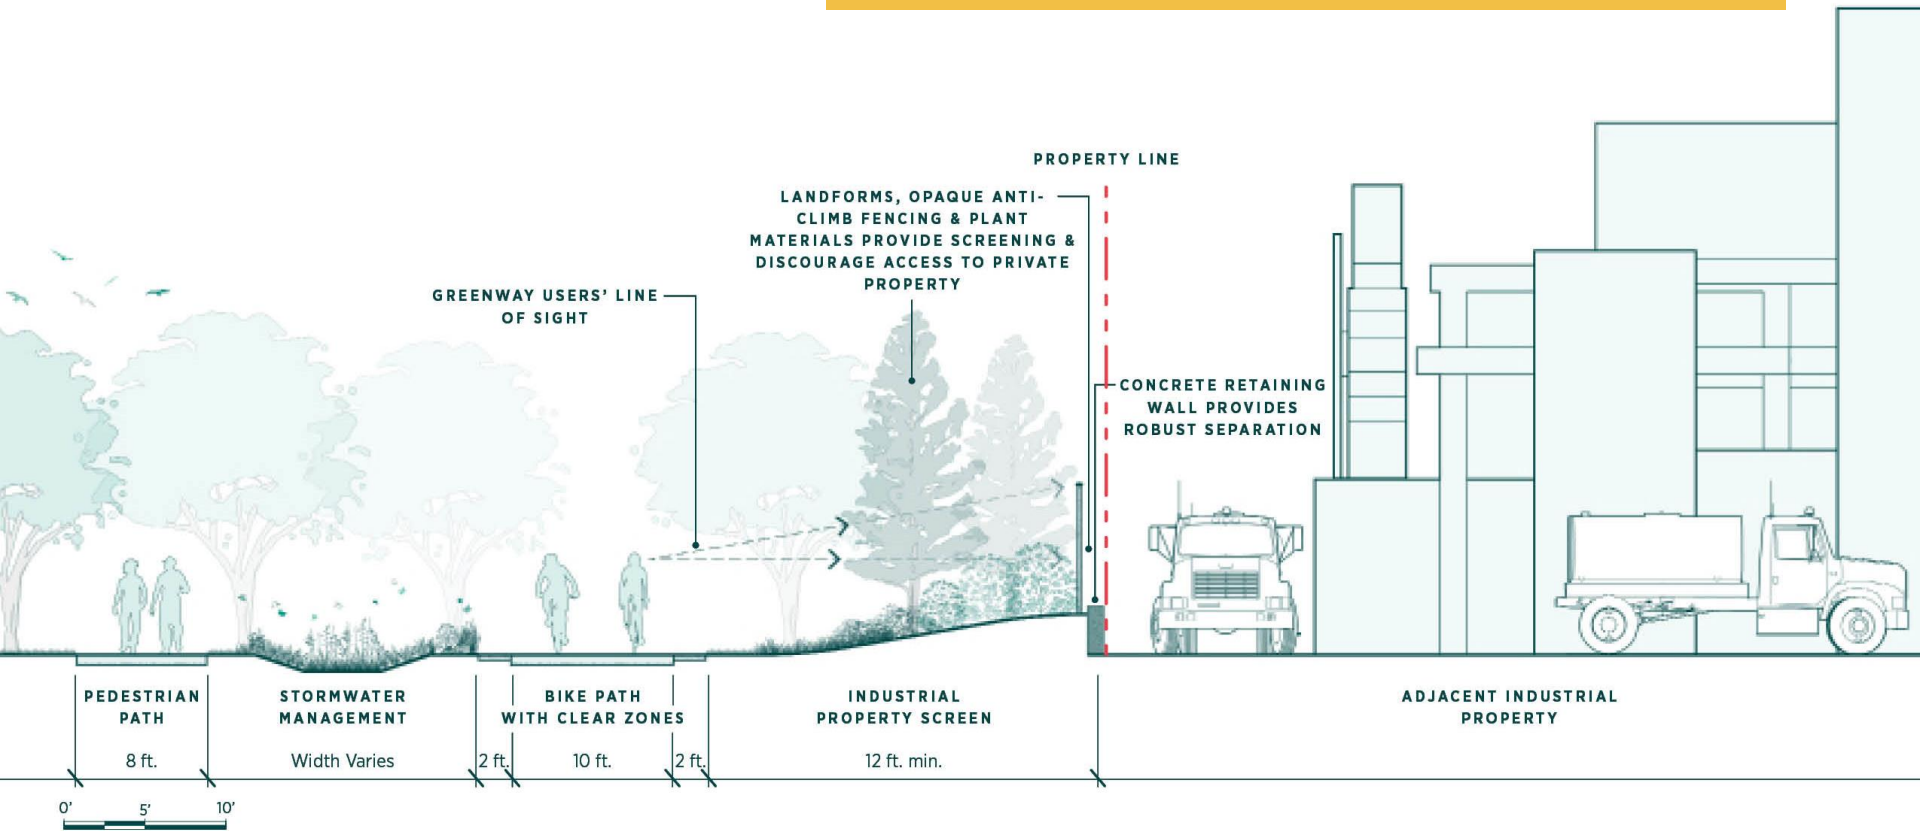 PROPERTY LINE
LANDFORMS, OPAQUE ANTI-
CLIMB FENCING & PLANT
MATERIALS PROVIDE SCREENING &
DISCOURAGE ACCESS TO PRIVATE
PROPERTY
GREENWAY USERS’ LINE
OF SIGHT
CONCRETE RETAINING
WALL PROVIDES
ROBUST SEPARATION
PEDESTRIAN
PATH
8 ft.
STORMWATER
MANAGEMENT
Width Varies
2 ft.
BIKE PATH
WITH CLEAR ZONES
10 ft.
2 ft.
INDUSTRIAL
PROPERTY SCREEN
12 ft. min.
ADJACENT INDUSTRIAL
PROPERTY
0' 5' 10'